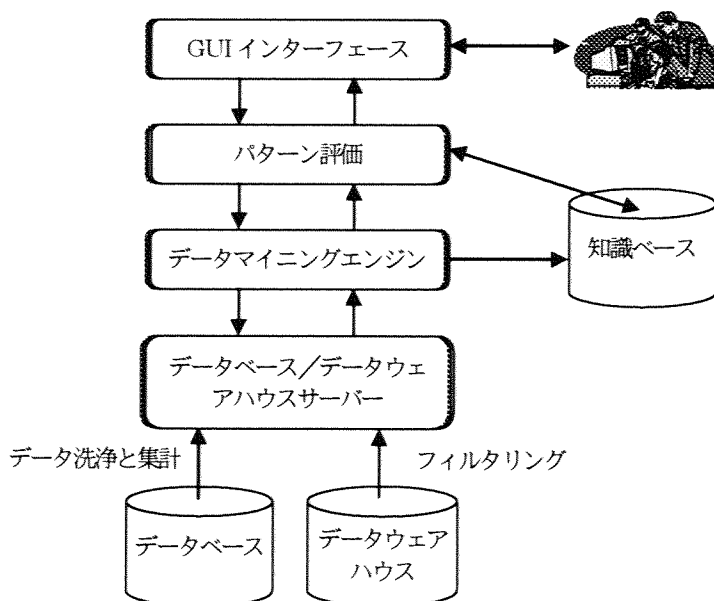 GUI インターフェース
パターン評価
データマイニングエンジン
知識ベース
データベース／データウェ
アハウスサーバー
データ洗浄と集計
フィルタリング
データベース
データウェア
ハウス